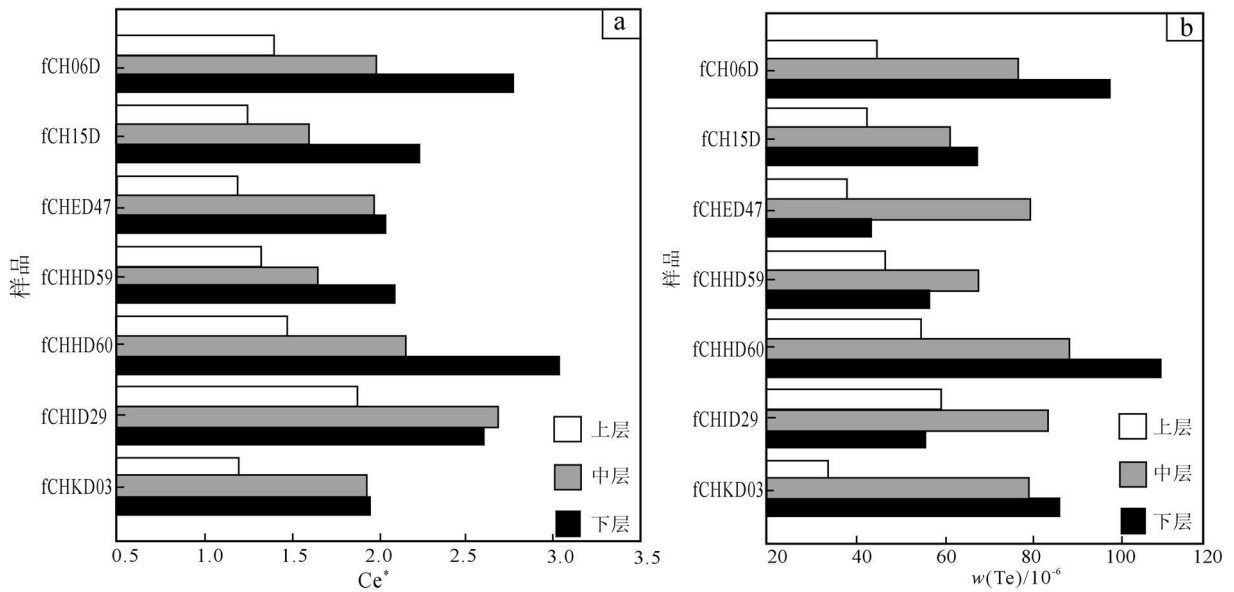 a
样品
fCH06D
fCH15D
fCHED47
fCHHD59
fCHHD60
fCHID29
fCHKD03
上层
中层
下层
0.5 1.0 1.5 2.0 2.5 3.0 3.5
Ce*
b
样品
fCH06D
fCH15D
fCHED47
fCHHD59
fCHHD60
fCHID29
fCHKD03
上层
中层
下层
20 40 60 80 100 120
w(Te)/10⁻⁶